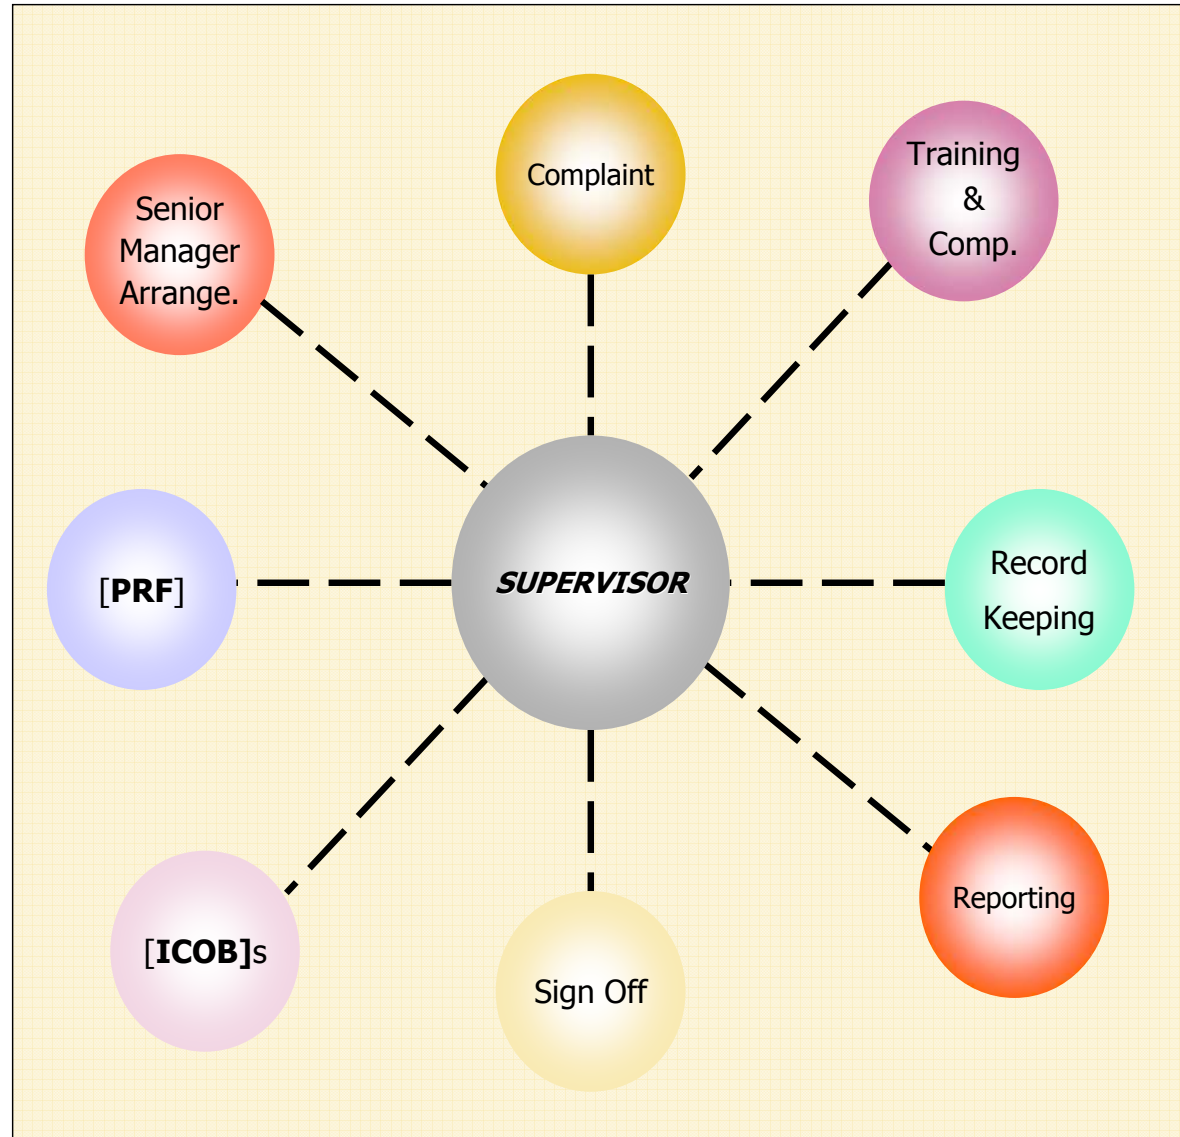 Complaint
Training
&
Comp.
Senior
Manager
Arrange.
[PRF]
SUPERVISOR
Record
Keeping
Reporting
[ICOB]s
Sign Off